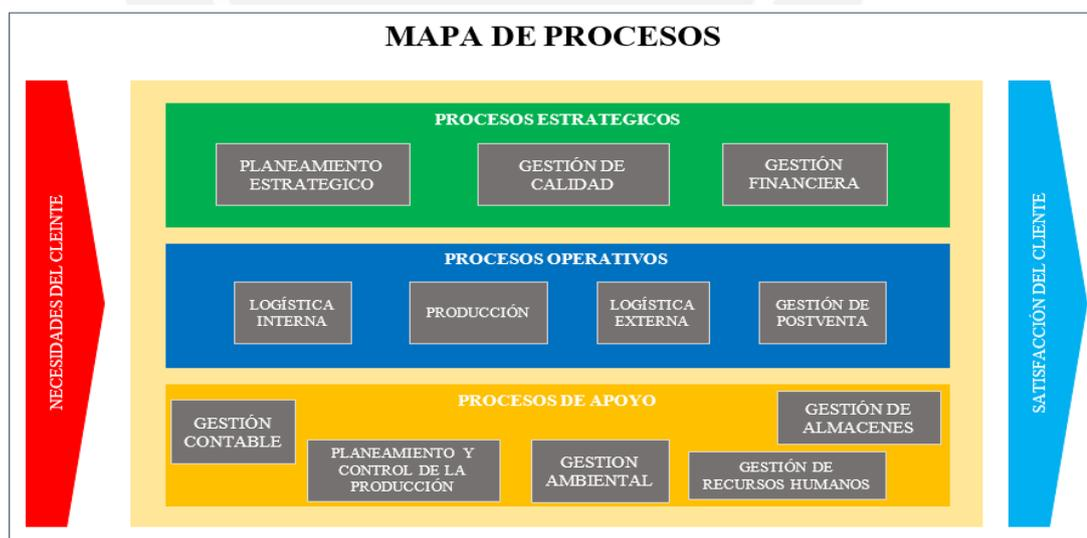 MAPA DE PROCESOS
NECESIDADES DEL CLEINTE
PROCESOS ESTRATEGICOS
PLANEAMIENTO
ESTRATEGICO
GESTIÓN DE
CALIDAD
GESTIÓN
FINANCIERA
PROCESOS OPERATIVOS
LOGÍSTICA
INTERNA
PRODUCCIÓN
LOGÍSTICA
EXTERNA
GESTIÓN DE
POSTVENTA
PROCESOS DE APOYO
GESTIÓN
CONTABLE
PLANEAMIENTO Y
CONTROL DE LA
PRODUCCIÓN
GESTION
AMBIENTAL
GESTIÓN DE
ALMACENES
GESTIÓN DE
RECURSOS HUMANOS
SATISFACCIÓN DEL CLIENTE